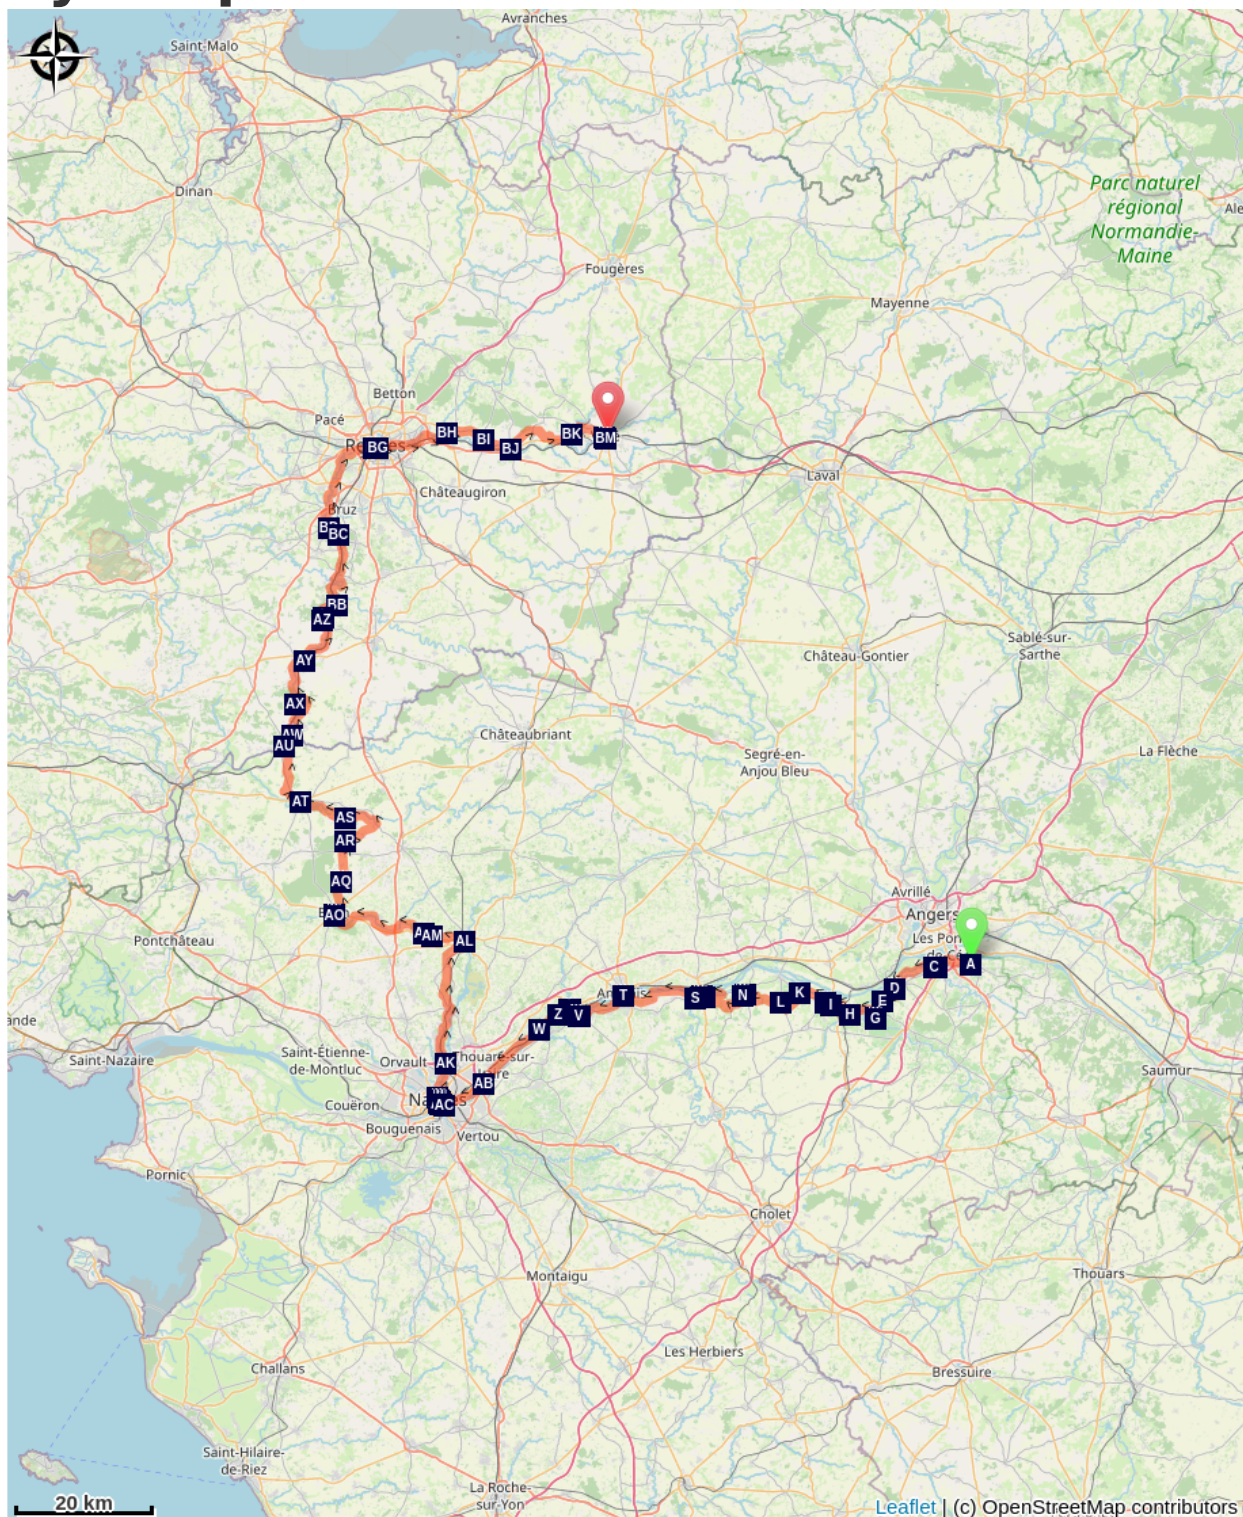 Avranches
Saint-Malo
Dinan
Parc naturel
régional
Normandie-
Maine
Fougères
Mayenne
Betton
Pacé
BH
BI
BJ
BK
BM
BG
Laval
Châteaugiron
Bruz
BC
BB
AZ
Sablé-sur-
Sarthe
Château-Gontier
AY
AX
AW
AU
Châteaubriant
La Flèche
Segré-en-
Anjou Bleu
AT
AS
AR
AQ
AO
Avrillé
Angers
AM
AL
Pontchâteau
C
A
D
E
G
H
I
K
L
N
S
T
Z
V
W
Saint-Nazaire
Saint-Étienne-
de-Montluc
Orvault
AK
Thouaré-sur-
AB
Saumur
Couëron
AC
Bouguenais
Vertou
Pornic
Cholet
Montaigu
Thouars
Challans
Les Herbiers
Bressuire
Saint-Hilaire-
de-Riez
La Roche-
sur-Yon
20 km
Leaflet | (c) OpenStreetMap contributors